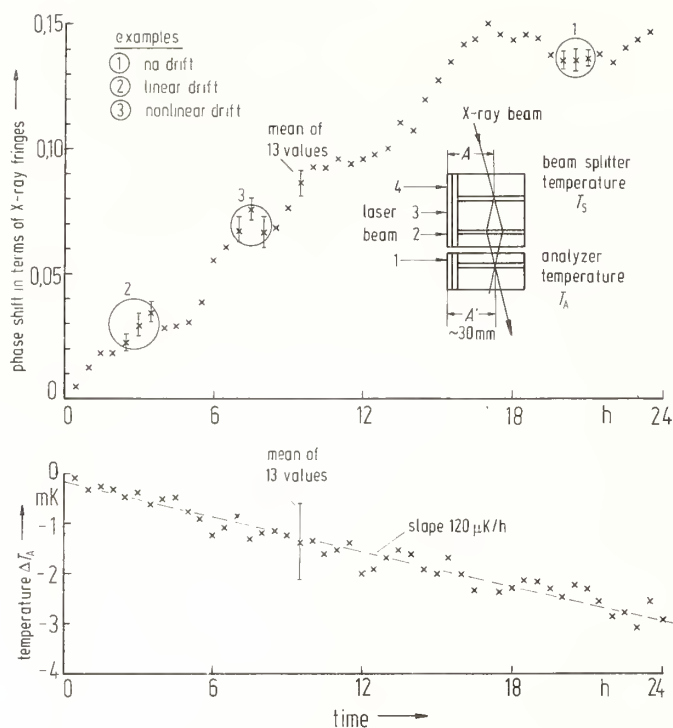 0,15
0,10
0,05
0
phase shift in terms of X-ray fringes
examples
1 no drift
2 linear drift
3 nonlinear drift
1
X-ray beam
mean of
13 values
3
2
A
4
laser 3
beam 2
1
beam splitter
temperature
T_S
analyzer
temperature
T_A
A'
~30mm
0 6 12 18 h 24
0
mK
-1
-2
-3
-4
temperature ΔT_A
mean of
13 values
slope 120 μK/h
0 6 12 18 h 24
time